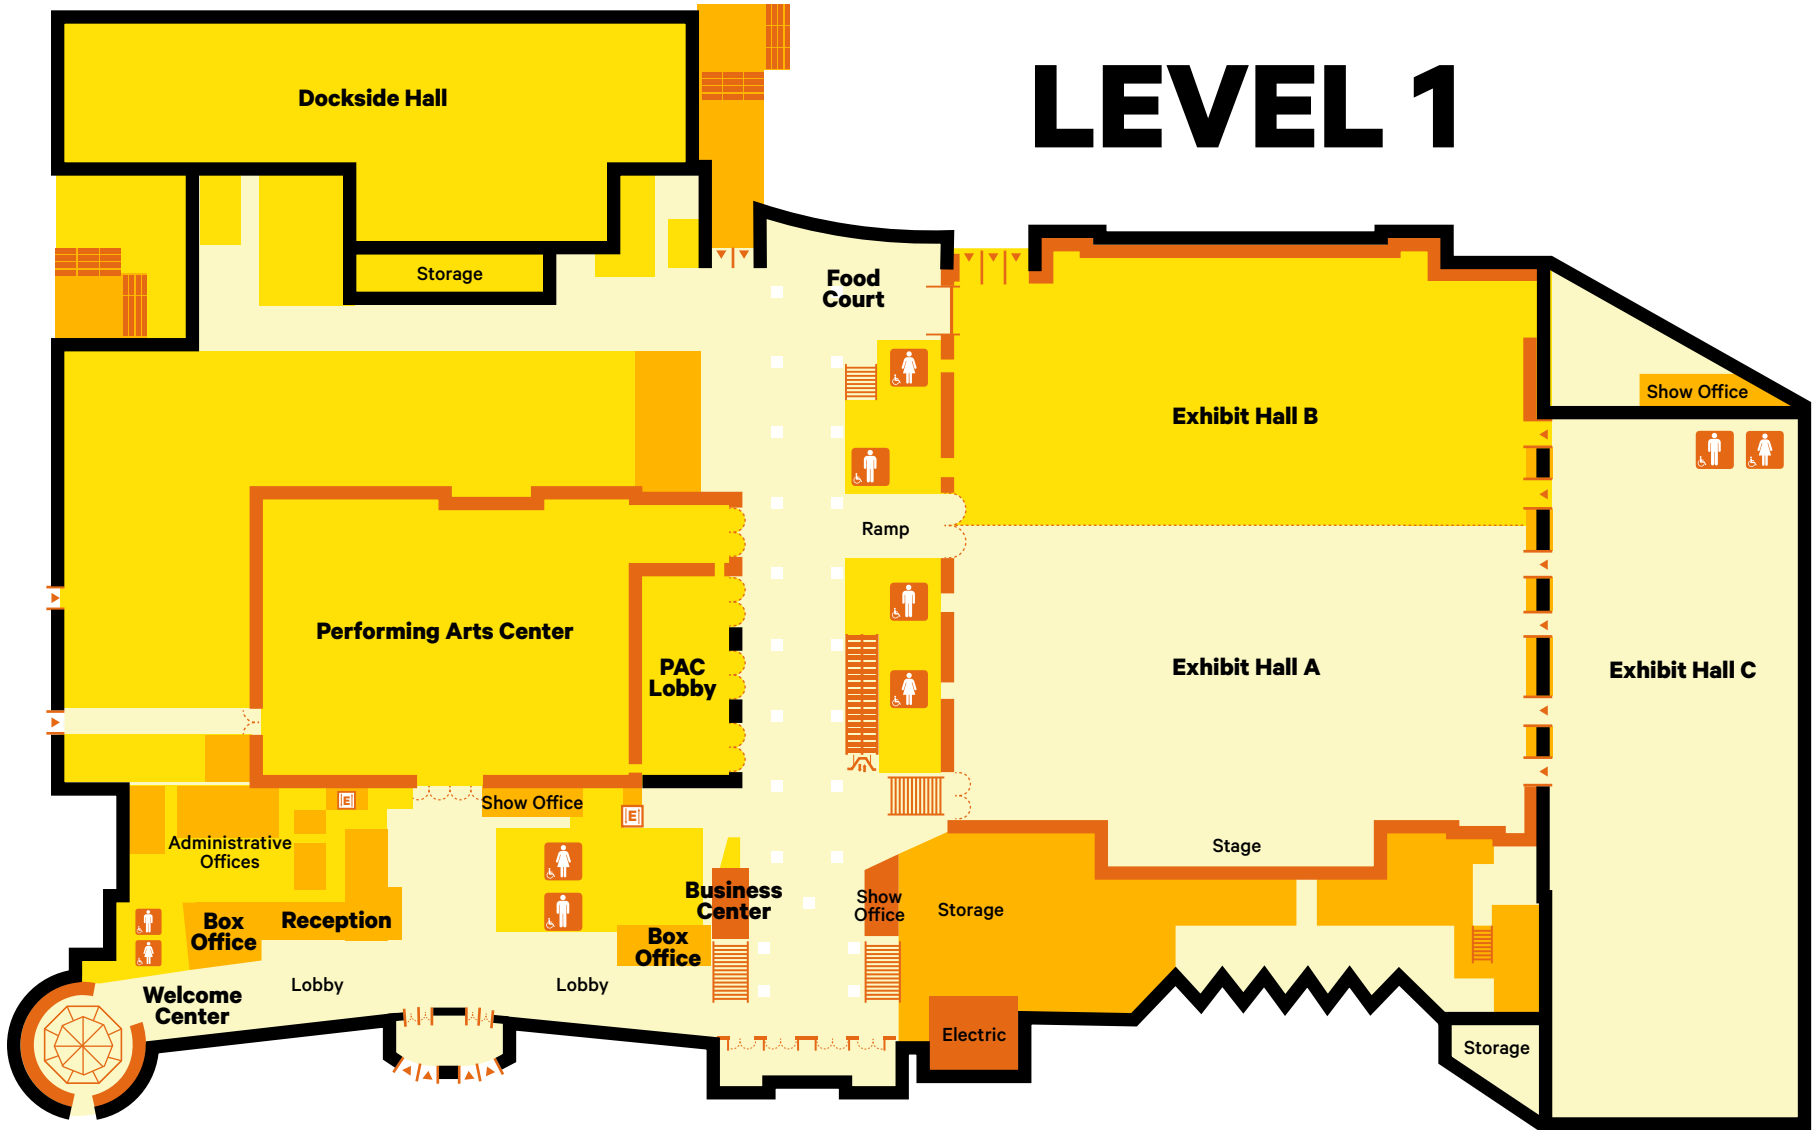 LEVEL 1
Dockside Hall
Storage
Food
Court
Show Office
Exhibit Hall B
Ramp
Performing Arts Center
PAC
Lobby
Exhibit Hall A
Exhibit Hall C
E
Show Office
E
Administrative
Offices
Stage
Business
Center
Show
Office
Storage
Box
Office
Reception
Box
Office
Lobby
Lobby
Welcome
Center
Electric
Storage